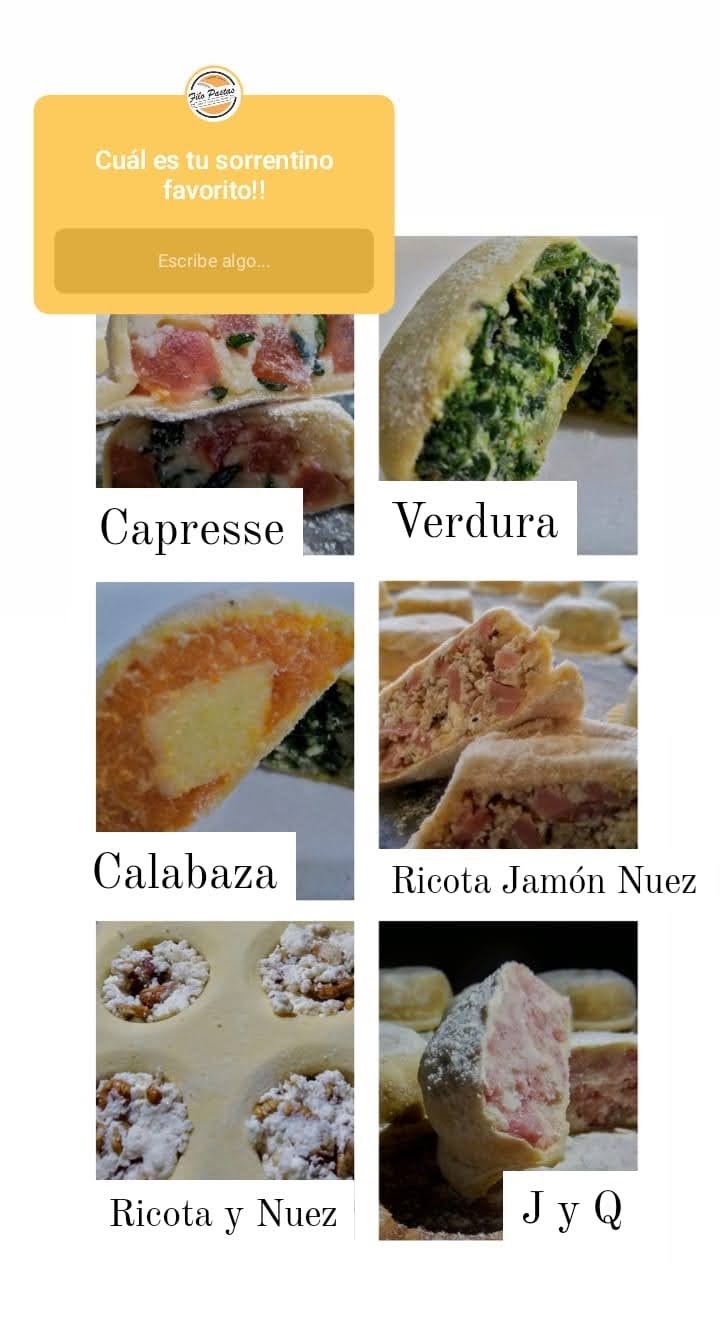 Filo Pastas
Cuál es tu sorrentino
favorito!!
Escribe algo...
Capresse
Verdura
Calabaza
Ricota Jamón Nuez
Ricota y Nuez
J y Q